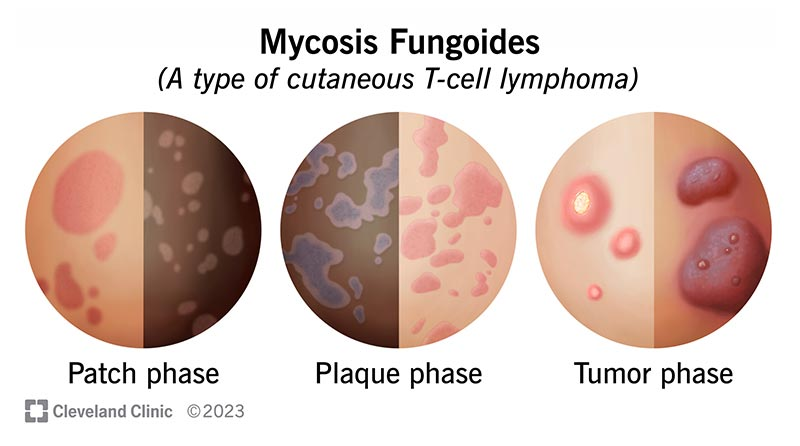 Mycosis Fungoides
(A type of cutaneous T-cell lymphoma)
Patch phase
Plaque phase
Tumor phase
Cleveland Clinic ©2023